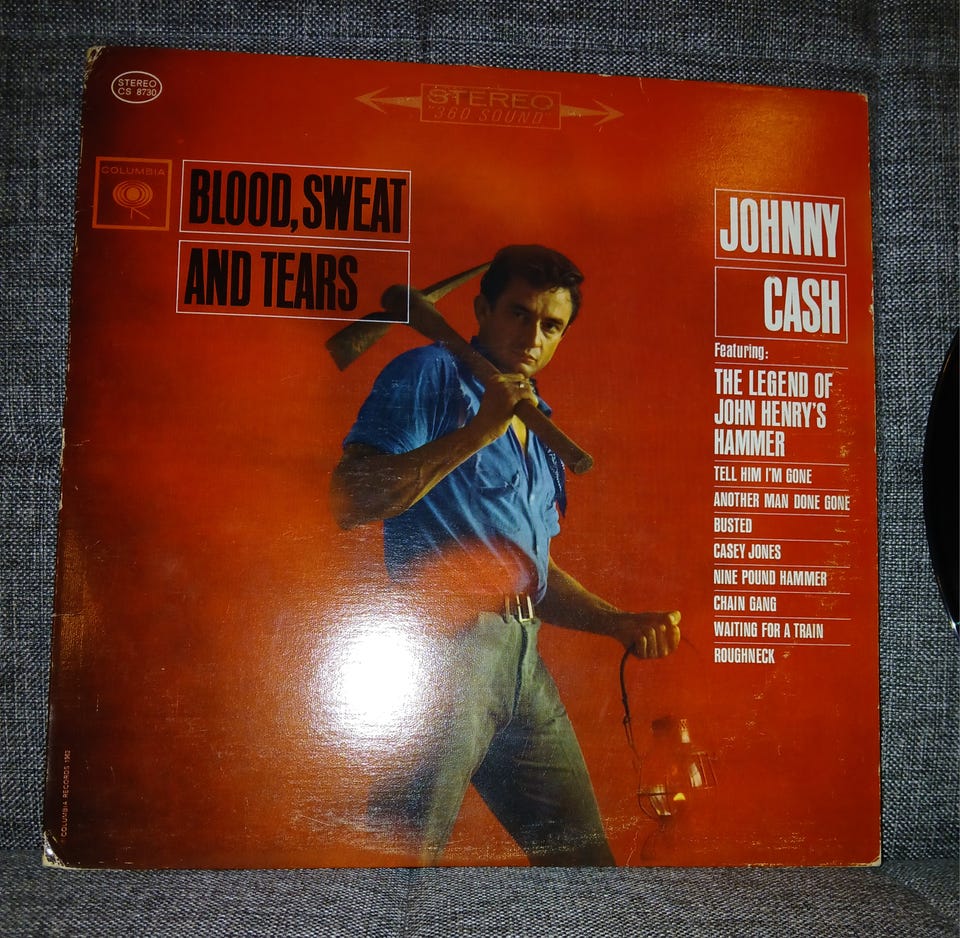 STEREO
CS 8730
STEREO
"360 SOUND"
COLUMBIA
BLOOD, SWEAT
AND TEARS
JOHNNY
CASH
Featuring:
THE LEGEND OF
JOHN HENRY'S
HAMMER
TELL HIM I'M GONE
ANOTHER MAN DONE GONE
BUSTED
CASEY JONES
NINE POUND HAMMER
CHAIN GANG
WAITING FOR A TRAIN
ROUGHNECK
COLUMBIA RECORDS